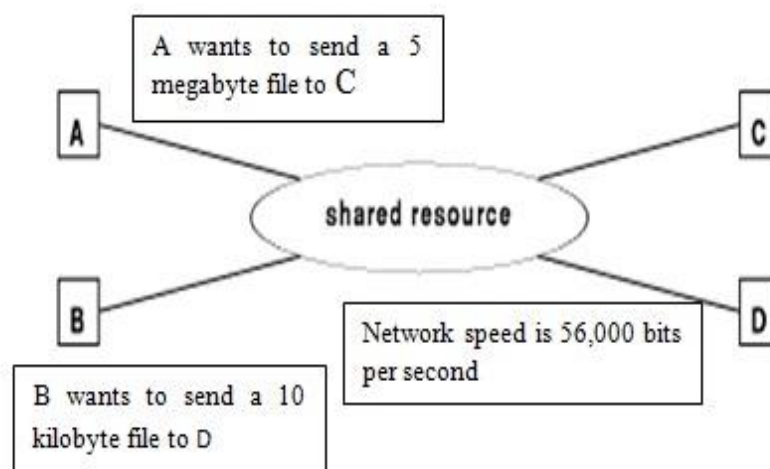 A wants to send a 5
megabyte file to C
A
C
shared resource
B
D
Network speed is 56,000 bits
per second
B wants to send a 10
kilobyte file to D